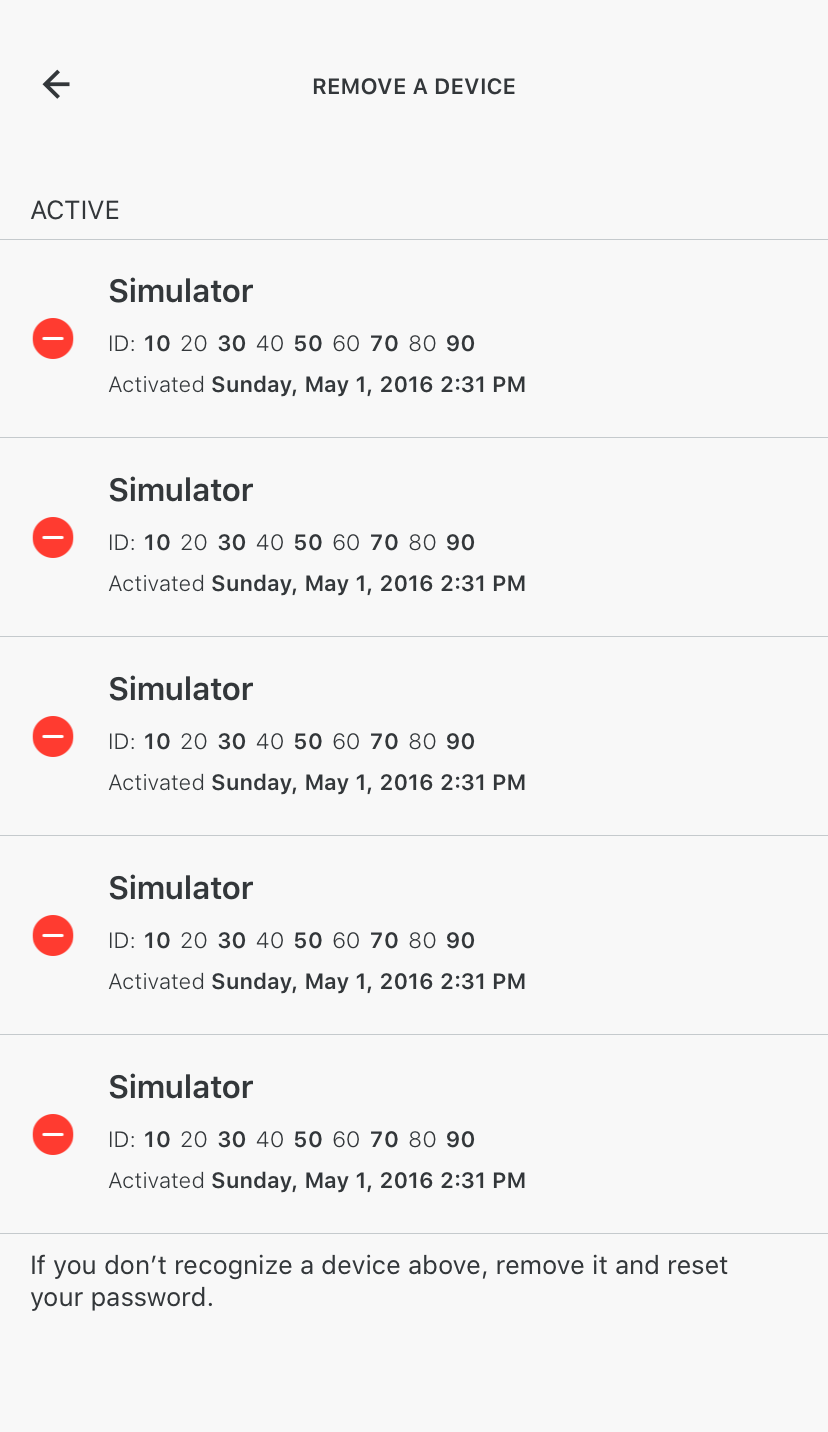 REMOVE A DEVICE
ACTIVE
Simulator
ID: 10 20 30 40 50 60 70 80 90
Activated Sunday, May 1, 2016 2:31 PM
Simulator
ID: 10 20 30 40 50 60 70 80 90
Activated Sunday, May 1, 2016 2:31 PM
Simulator
ID: 10 20 30 40 50 60 70 80 90
Activated Sunday, May 1, 2016 2:31 PM
Simulator
ID: 10 20 30 40 50 60 70 80 90
Activated Sunday, May 1, 2016 2:31 PM
Simulator
ID: 10 20 30 40 50 60 70 80 90
Activated Sunday, May 1, 2016 2:31 PM
If you don’t recognize a device above, remove it and reset
your password.